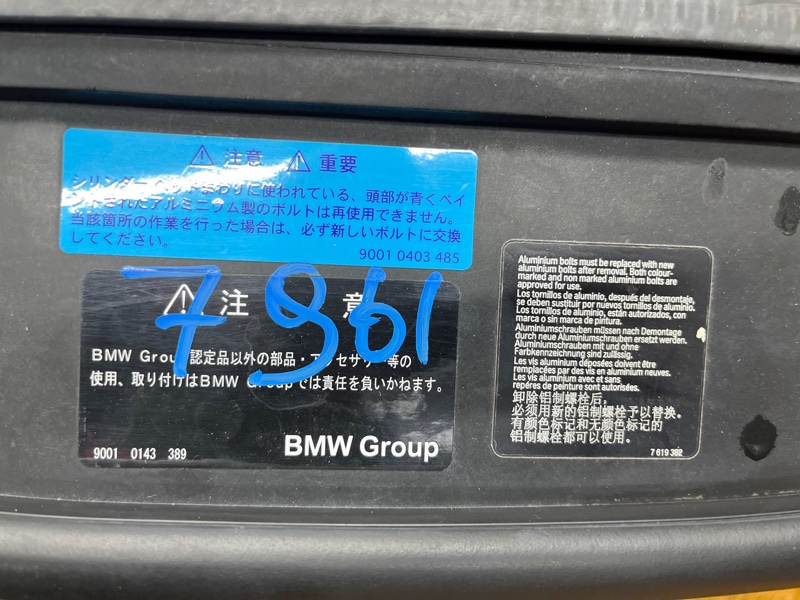 注意 重要
シリンダーヘッドまわりに使われている、頭部が青くペイ
ントされたアルミニウム製のボルトは再使用できません。
当該箇所の作業を行った場合は、必ず新しいボルトに交換
してください。
9001 0403 485
7961
注 意
BMW Group 認定品以外の部品・アクセサリー等の
使用、取り付けはBMW Groupでは責任を負いかねます。
9001 0143 389
BMW Group
Aluminium bolts must be replaced with new
aluminium bolts after removal. Both colour-
marked and non marked aluminium bolts are
approved for use.
Los tornillos de aluminio, después del desmontaje,
se deben sustituir por nuevos tornillos de aluminio.
Los tornillos de aluminio, están autorizados, con
marca o sin marca de pintura.
Aluminiumschrauben müssen nach Demontage
durch neue Aluminiumschrauben ersetzt werden.
Aluminiumschrauben mit und ohne
Farbkennzeichnung sind zulässig.
Les vis aluminium déposées doivent être
remplacées par des vis en aluminium neuves.
Les vis aluminium avec et sans
repères de peinture sont autorisées.
卸除铝制螺栓后，
必须用新的铝制螺栓予以替换。
有颜色标记和无颜色标记的
铝制螺栓都可以使用。
7 619 382